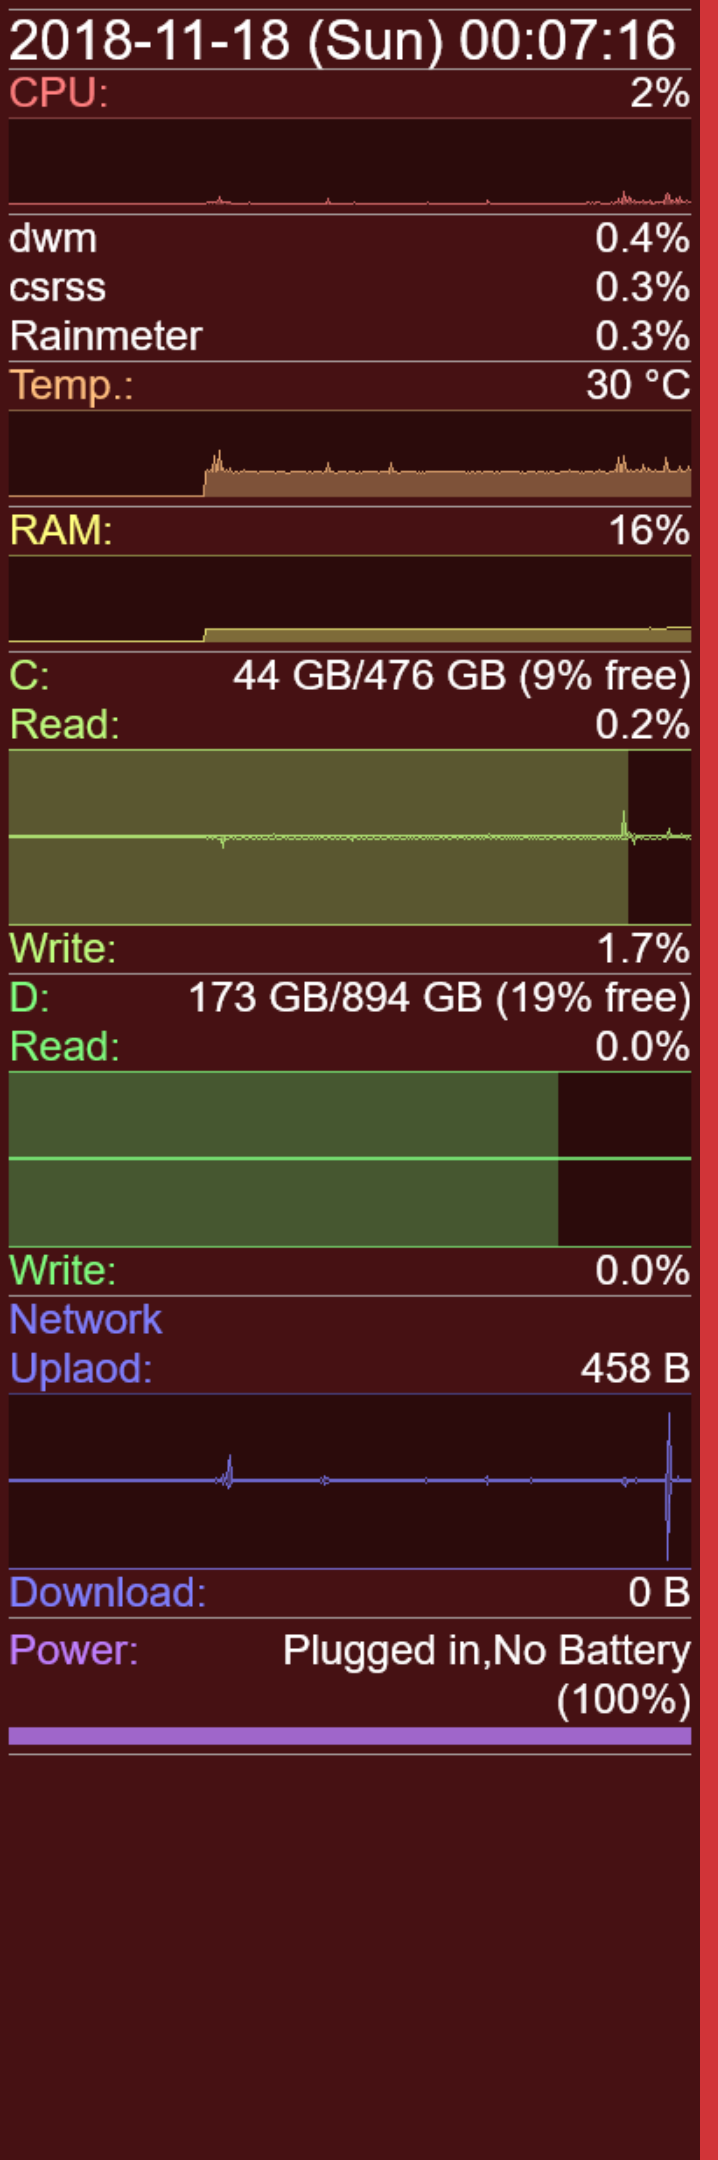 2018-11-18 (Sun) 00:07:16
CPU: 2%
dwm 0.4%
csrss 0.3%
Rainmeter 0.3%
Temp.: 30 °C
RAM: 16%
C: 44 GB/476 GB (9% free)
Read: 0.2%
Write: 1.7%
D: 173 GB/894 GB (19% free)
Read: 0.0%
Write: 0.0%
Network
Uplaod: 458 B
Download: 0 B
Power: Plugged in,No Battery
(100%)